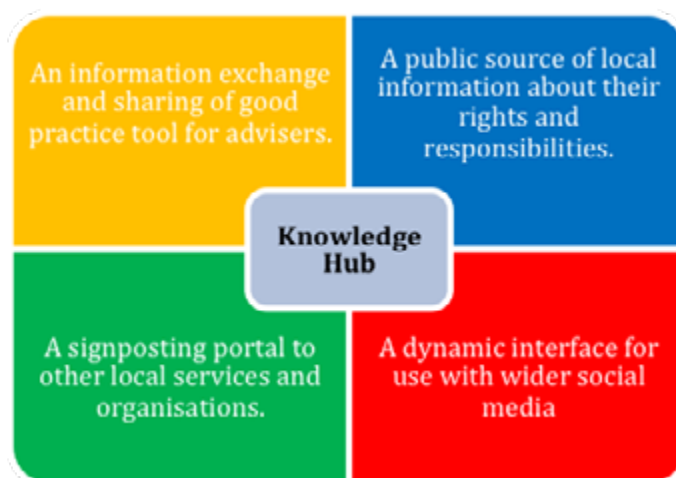 An information exchange
and sharing of good
practice tool for advisers.
A public source of local
information about their
rights and
responsibilities.
Knowledge
Hub
A signposting portal to
other local services and
organisations.
A dynamic interface for
use with wider social
media